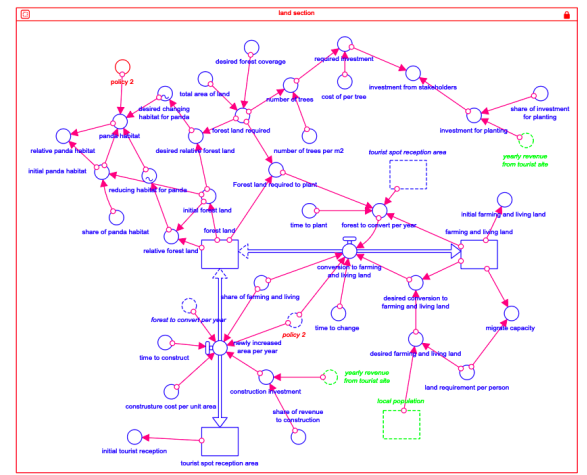 land section
desired forest coverage
required investment
policy 2
total area of land
number of trees
investment from stakeholders
desired changing
habitat for panda
cost of per tree
share of investment
for planting
panda habitat
forest land required
investment for planting
relative panda habitat
desired relative forest land
number of trees per m2
tourist spot reception area
yearly revenue
from tourist site
initial panda habitat
reducing habitat for panda
Forest land required to plant
initial forest land
time to plant
forest to convert per year
initial farming and living land
share of panda habitat
forest land
farming and living land
relative forest land
conversion to farming
and living land
share of farming and living
desired conversion to
farming and living land
forest to convert per year
policy 2
time to change
migrate capacity
newly increased
area per year
time to construct
desired farming and living land
yearly revenue
from tourist site
construsture cost per unit area
construction investment
land requirement per person
local population
share of revenue
to construction
initial tourist reception
tourist spot reception area